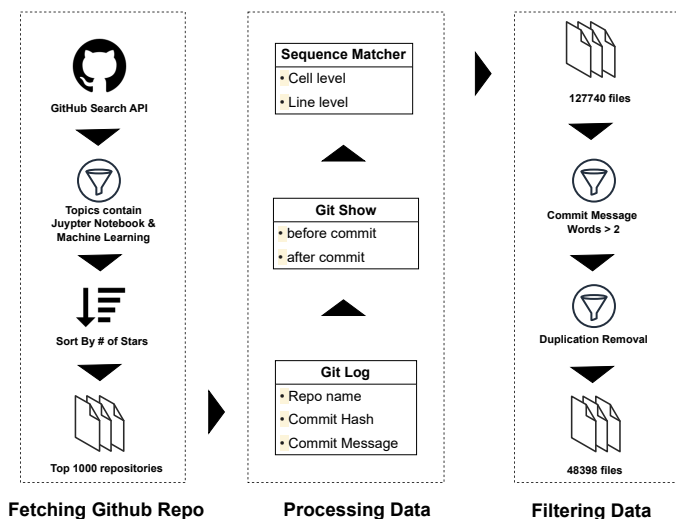 GitHub Search API
Topics contain
Juypter Notebook &
Machine Learning
Sort By # of Stars
Top 1000 repositories
Fetching Github Repo
Sequence Matcher
• Cell level
• Line level
Git Show
• before commit
• after commit
Git Log
• Repo name
• Commit Hash
• Commit Message
Processing Data
127740 files
Commit Message
Words > 2
Duplication Removal
48398 files
Filtering Data